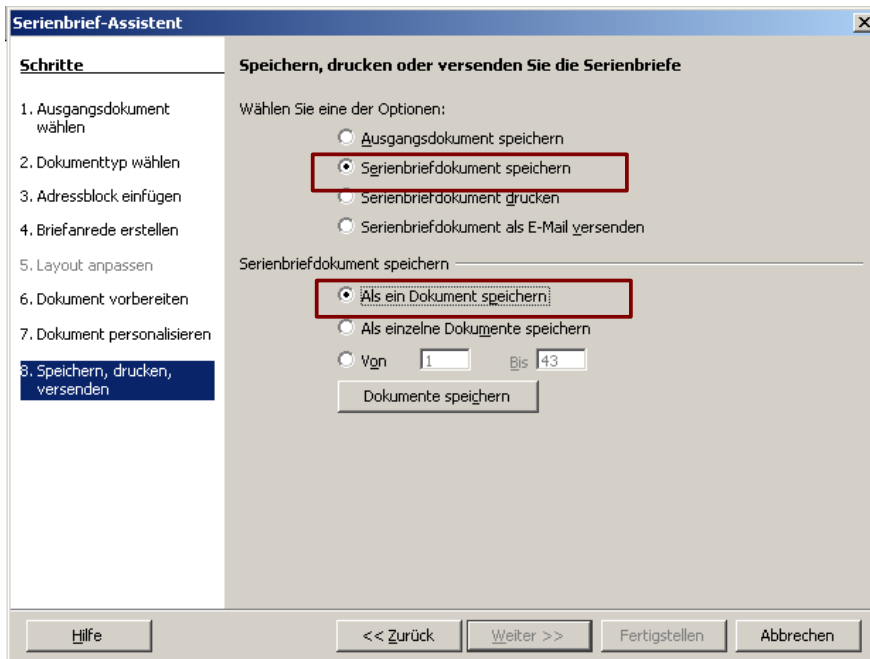 Serienbrief-Assistent
Schritte
1. Ausgangsdokument
wählen
2. Dokumenttyp wählen
3. Adressblock einfügen
4. Briefanrede erstellen
5. Layout anpassen
6. Dokument vorbereiten
7. Dokument personalisieren
8. Speichern, drucken,
versenden
Speichern, drucken oder versenden Sie die Serienbriefe
Wählen Sie eine der Optionen:
Ausgangsdokument speichern
Serienbriefdokument speichern
Serienbriefdokument drucken
Serienbriefdokument als E-Mail versenden
Serienbriefdokument speichern
Als ein Dokument speichern
Als einzelne Dokumente speichern
Von 1 Bis 43
Dokumente speichern
Hilfe << Zurück Weiter >> Fertigstellen Abbrechen